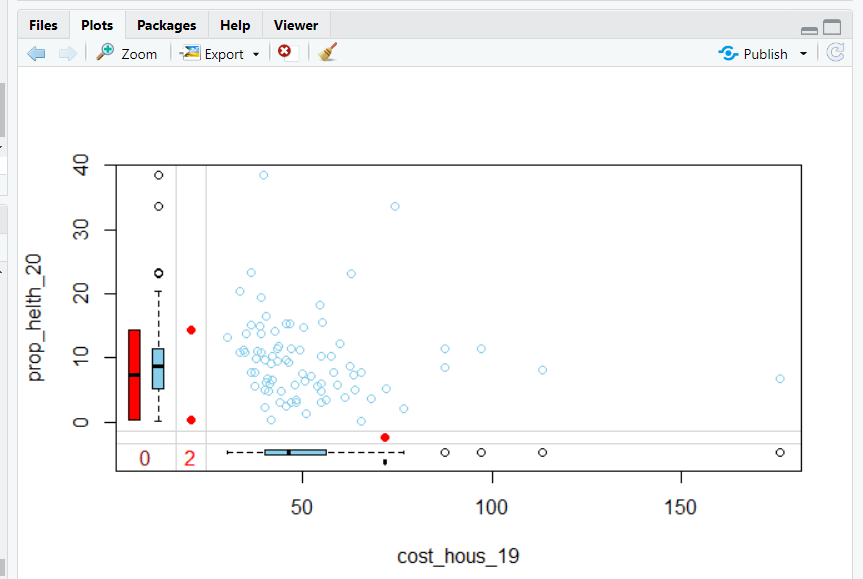 Files Plots Packages Help Viewer
Zoom Export Publish
prop_helth_20
40
30
20
10
0
0 2
50 100 150
cost_hous_19